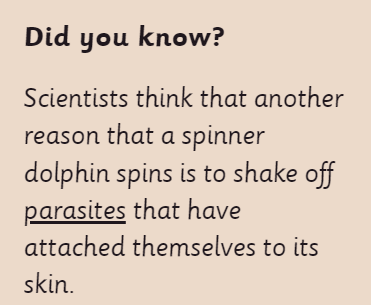 Did you know?
Scientists think that another
reason that a spinner
dolphin spins is to shake off
parasites that have
attached themselves to its
skin.